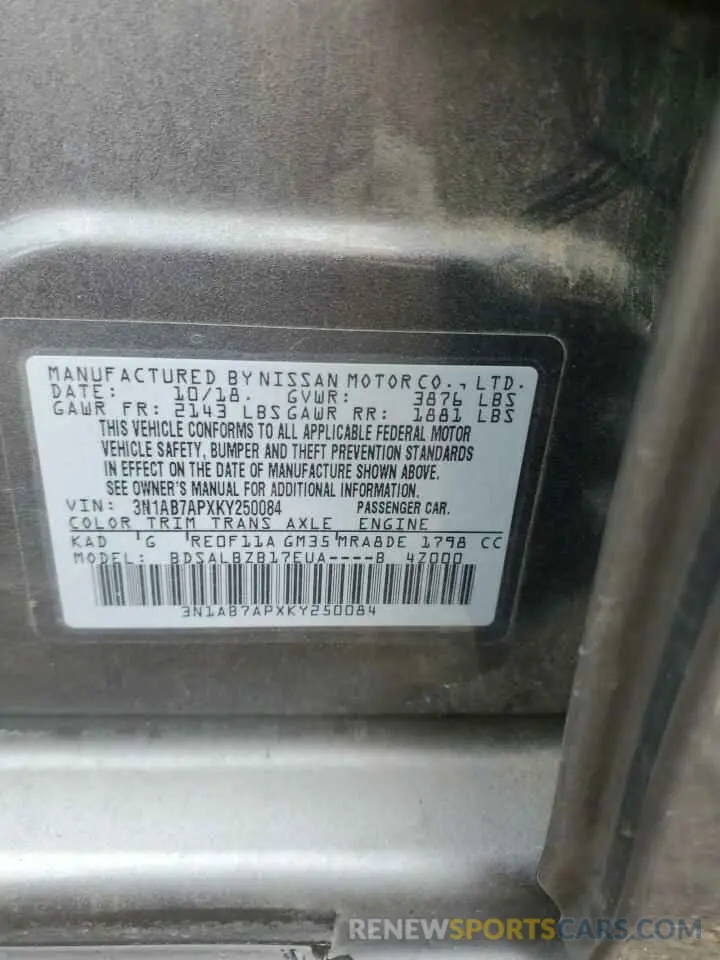 MANUFACTURED BY NISSAN MOTOR CO., LTD.
DATE: 10/18. GVWR: 3876 LBS
GAWR FR: 2143 LBS GAWR RR: 1881 LBS
THIS VEHICLE CONFORMS TO ALL APPLICABLE FEDERAL MOTOR
VEHICLE SAFETY, BUMPER AND THEFT PREVENTION STANDARDS
IN EFFECT ON THE DATE OF MANUFACTURE SHOWN ABOVE.
SEE OWNER'S MANUAL FOR ADDITIONAL INFORMATION.
VIN: 3N1AB7APXKY250084 PASSENGER CAR.
COLOR TRIM TRANS AXLE ENGINE
KAD G RE0F11A GM35 MRA8DE 1798 CC
MODEL: BDSALBZB17EUA----B 4Z000
3N1AB7APXKY250084
RENEWSPORTSCARS.COM